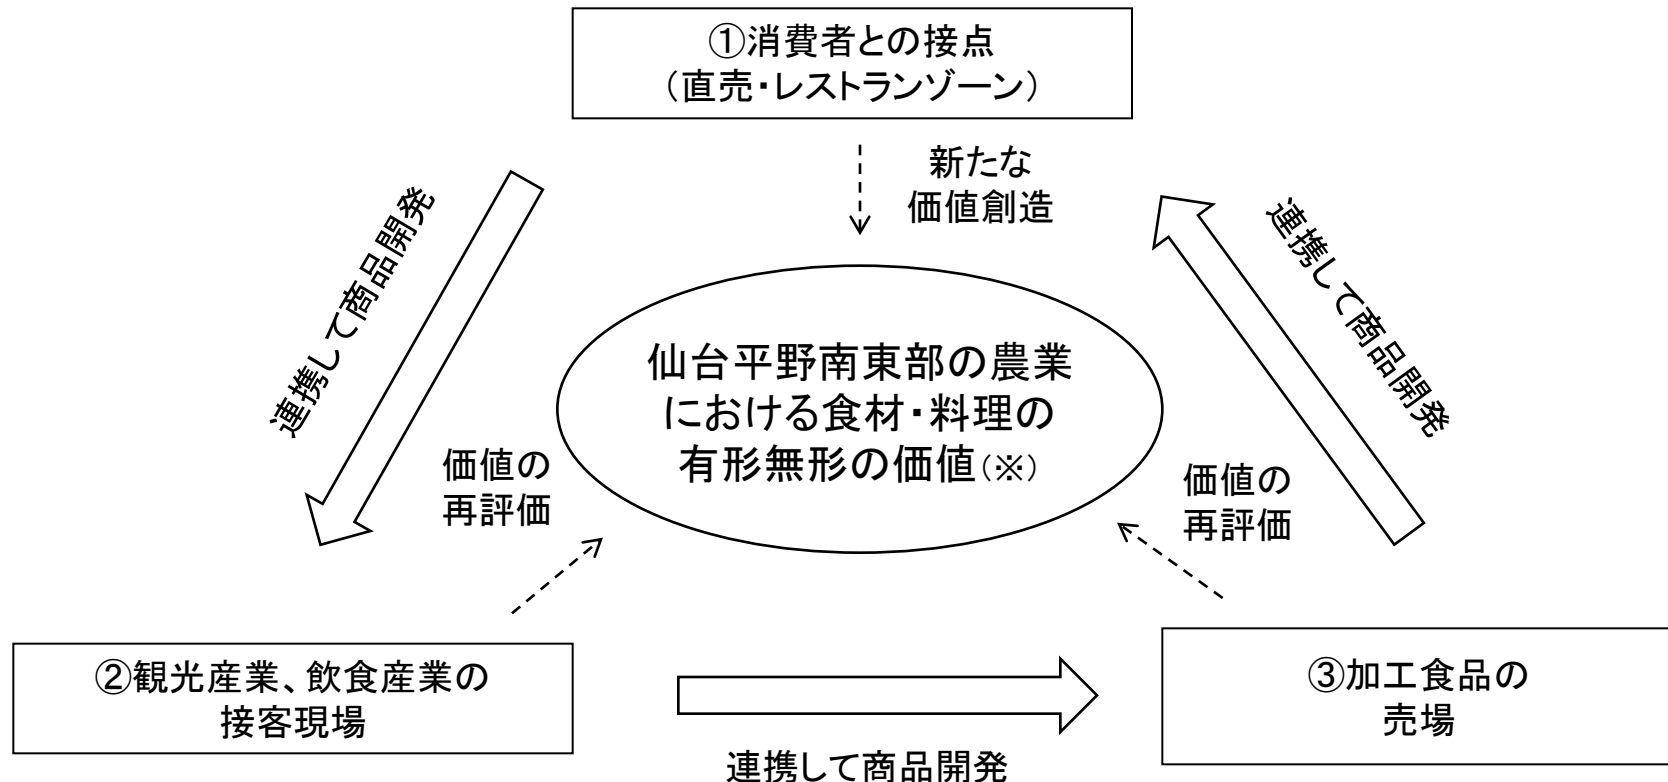 ①消費者との接点
(直売・レストランゾーン)
新たな
価値創造
連携して商品開発
連携して商品開発
仙台平野南東部の農業
における食材・料理の
有形無形の価値(※)
価値の
再評価
価値の
再評価
②観光産業、飲食産業の
接客現場
③加工食品の
売場
連携して商品開発